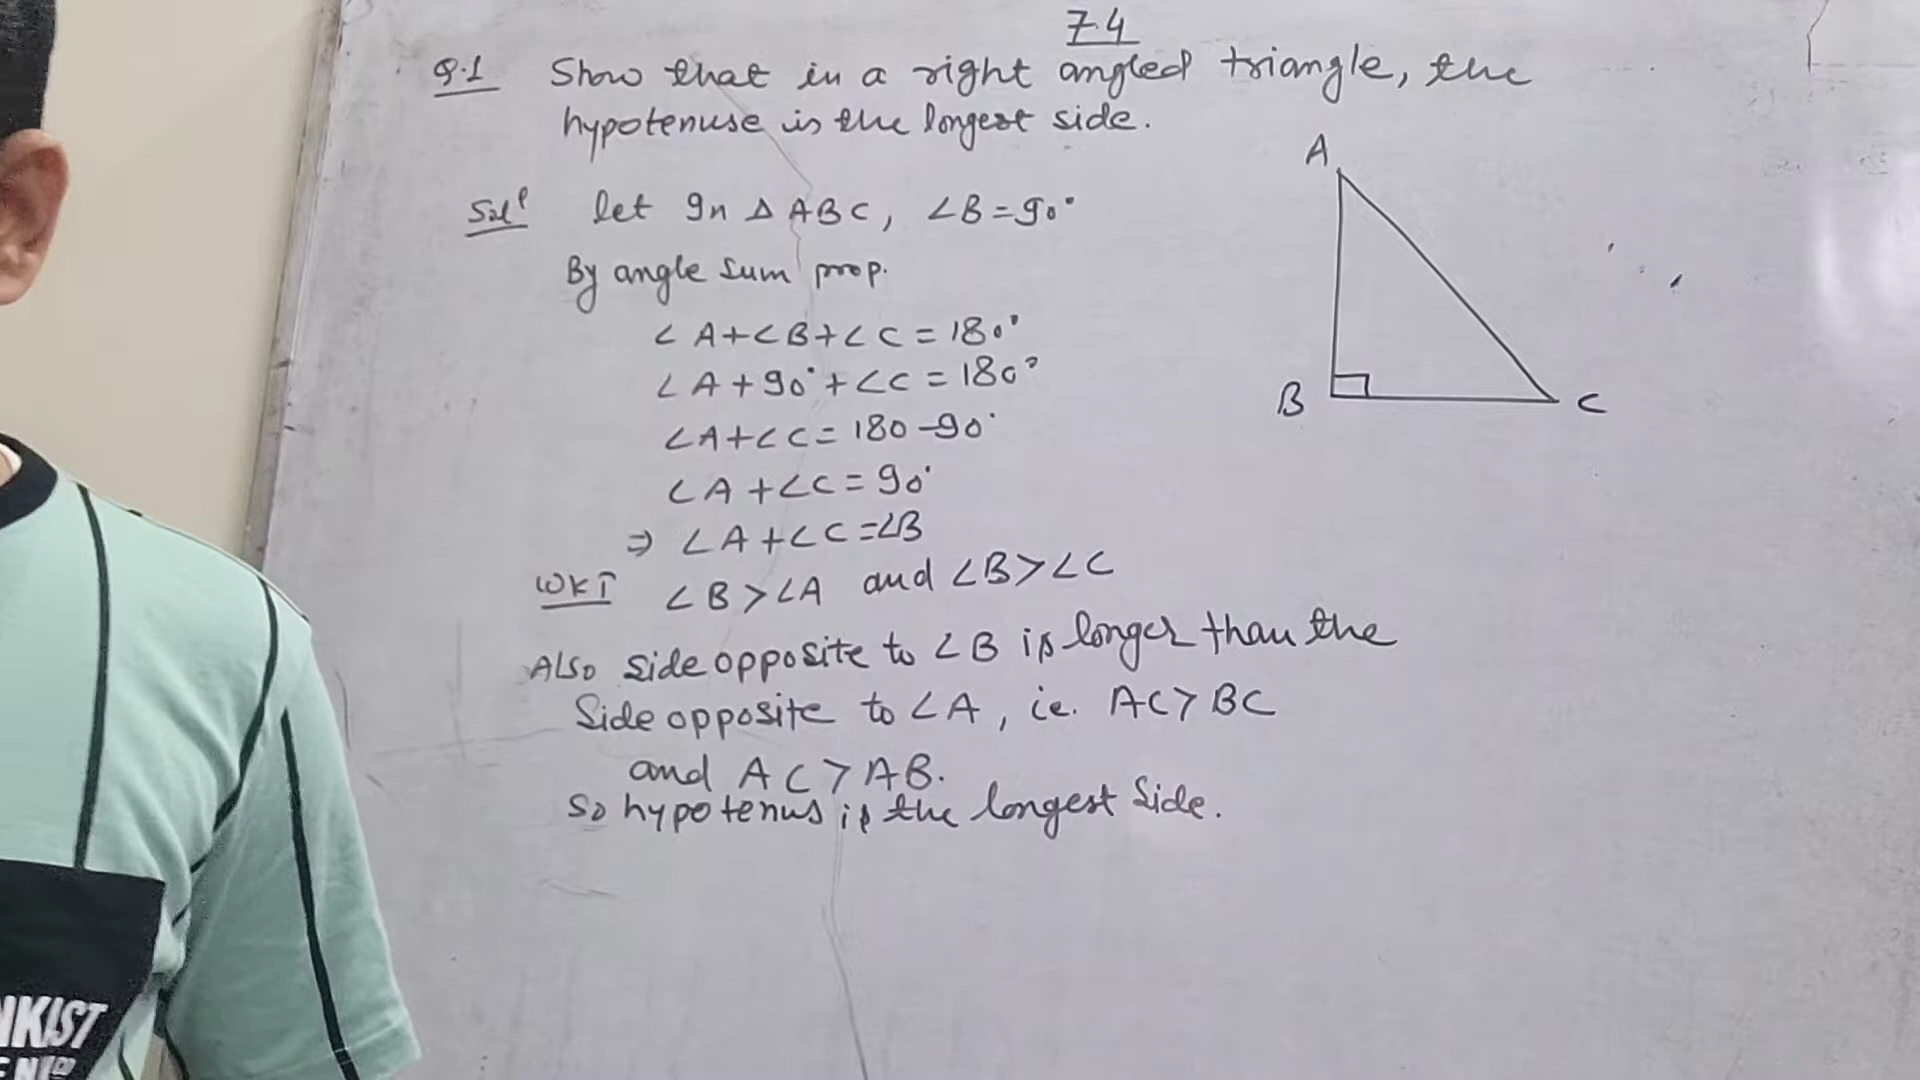 7.4
Q.1 Show that in a right angled triangle, the
hypotenuse is the longest side.
A
Sol let In Δ ABC, ∠B=90°
By angle sum prop.
∠A+∠B+∠C=180°
∠A+90°+∠C=180°
B C
∠A+∠C=180-90°
∠A+∠C=90°
⇒ ∠A+∠C=∠B
WKT ∠B>∠A and ∠B>∠C
Also side opposite to ∠B is longer than the
Side opposite to ∠A, ie. AC>BC
and AC>AB.
So hypotenus is the longest Side.
NKIST